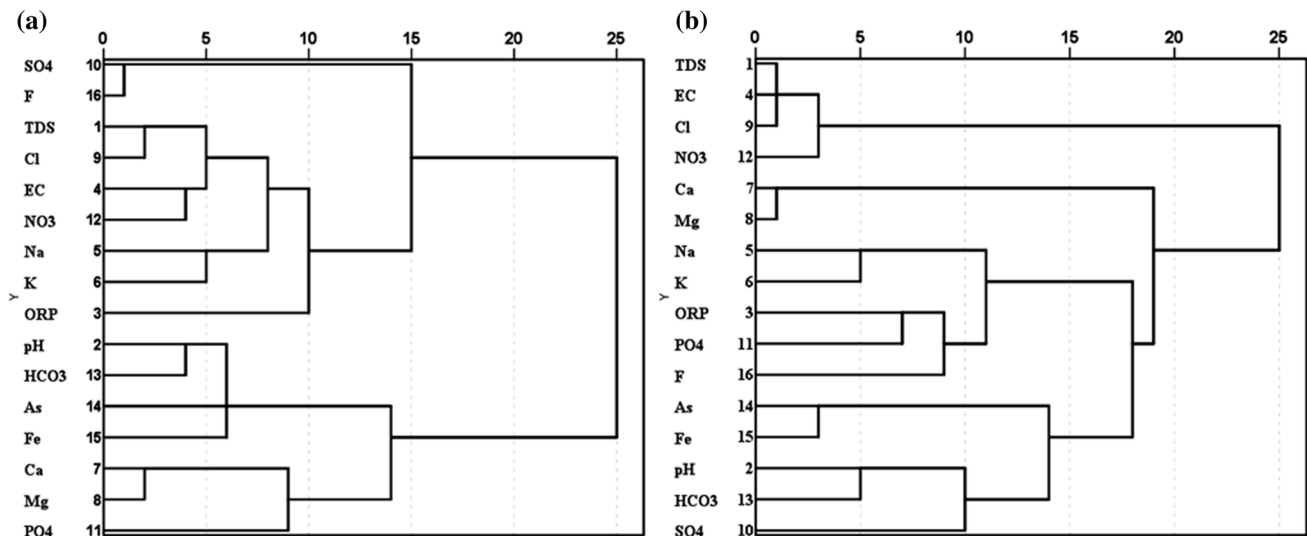 (a)
0 5 10 15 20 25
SO4 10
F 16
TDS 1
Cl 9
EC 4
NO3 12
Na 5
K 6
Y
ORP 3
pH 2
HCO3 13
As 14
Fe 15
Ca 7
Mg 8
PO4 11
(b)
0 5 10 15 20 25
TDS 1
EC 4
Cl 9
NO3 12
Ca 7
Mg 8
Na 5
K 6
Y
ORP 3
PO4 11
F 16
As 14
Fe 15
pH 2
HCO3 13
SO4 10